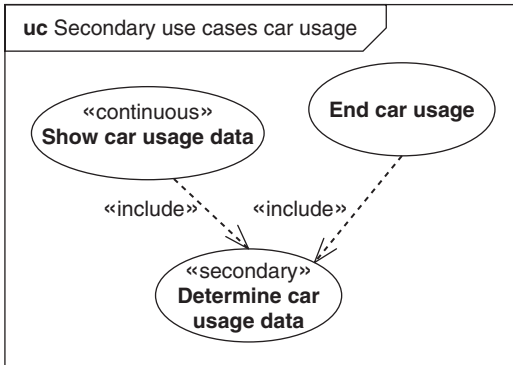 uc Secondary use cases car usage
«continuous»
Show car usage data
End car usage
«include»
«include»
«secondary»
Determine car
usage data